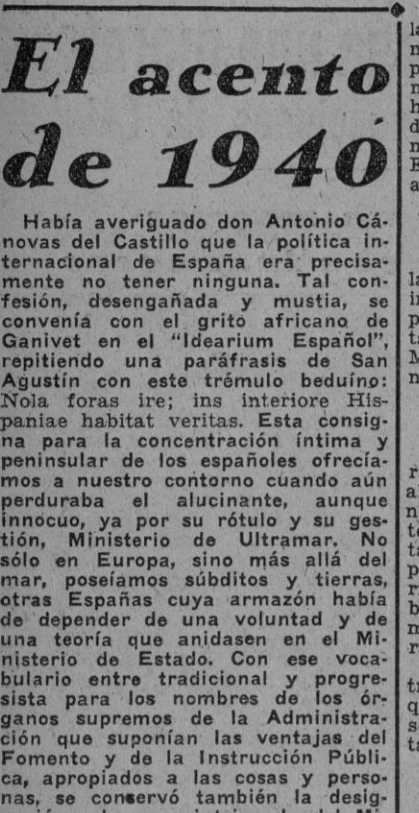 El acento
de 1940
Había averiguado don Antonio Cá-
novas del Castillo que la política in-
ternacional de España era precisa-
mente no tener ninguna. Tal con-
fesión, desengañada y mustia, se
convenía con el grito africano de
Ganivet en el "Idearium Español",
repitiendo una paráfrasis de San
Agustín con este trémulo beduíno:
Nola foras ire; ins interiore His-
paniae habitat veritas. Esta consig-
na para la concentración íntima y
peninsular de los españoles ofrecía-
mos a nuestro contorno cuando aún
perduraba el alucinante, aunque
innocuo, ya por su rótulo y su ges-
tión, Ministerio de Ultramar. No
sólo en Europa, sino más allá del
mar, poseíamos súbditos y tierras,
otras Españas cuya armazón había
de depender de una voluntad y de
una teoría que anidasen en el Mi-
nisterio de Estado. Con ese voca-
bulario entre tradicional y progre-
sista para los nombres de los ór-
ganos supremos de la Administra-
ción que suponían las ventajas del
Fomento y de la Instrucción Públi-
ca, apropiados a las cosas y perso-
nas, se conservó también la desig-